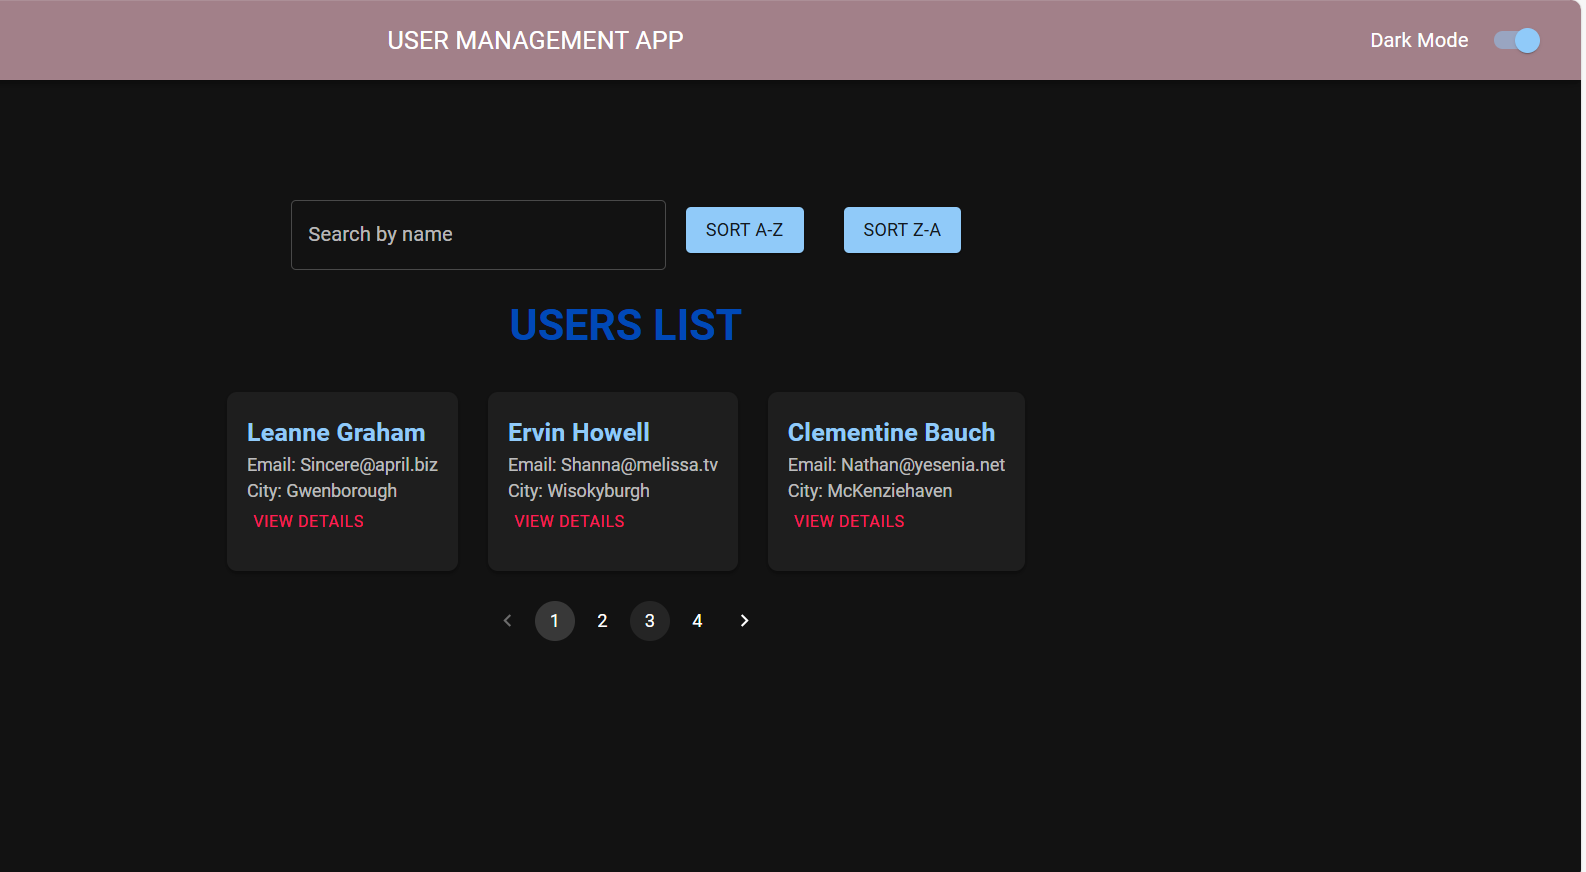 USER MANAGEMENT APP
Dark Mode
Search by name
SORT A-Z
SORT Z-A
USERS LIST
Leanne Graham
Email: Sincere@april.biz
City: Gwenborough
VIEW DETAILS
Ervin Howell
Email: Shanna@melissa.tv
City: Wisokyburgh
VIEW DETAILS
Clementine Bauch
Email: Nathan@yesenia.net
City: McKenziehaven
VIEW DETAILS
1 2 3 4